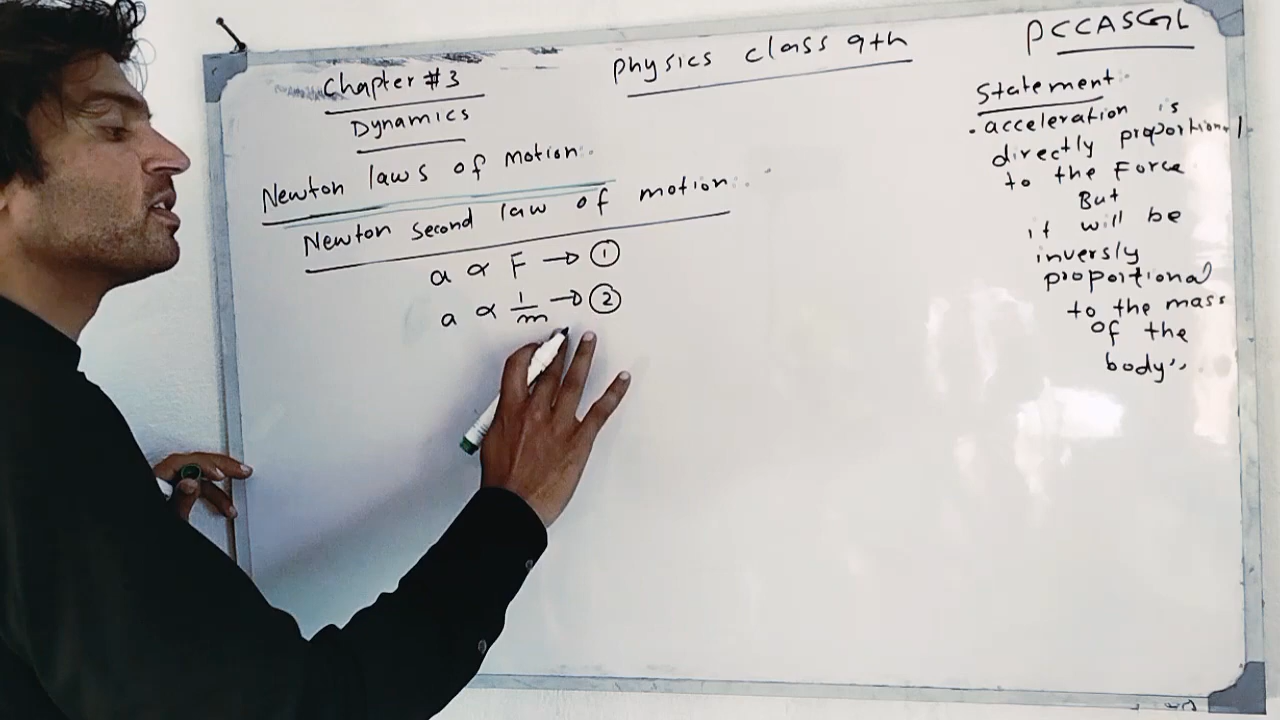 PCCASGL
Physics class 9th
Chapter #3
Dynamics
Newton laws of motion.
Newton second law of motion.
a ∝ F → ①
a ∝ 1/m → ②
Statement:
. acceleration is
directly proportional
to the Force
But
it will be
inversly
proportional
to the mass
of the
body"